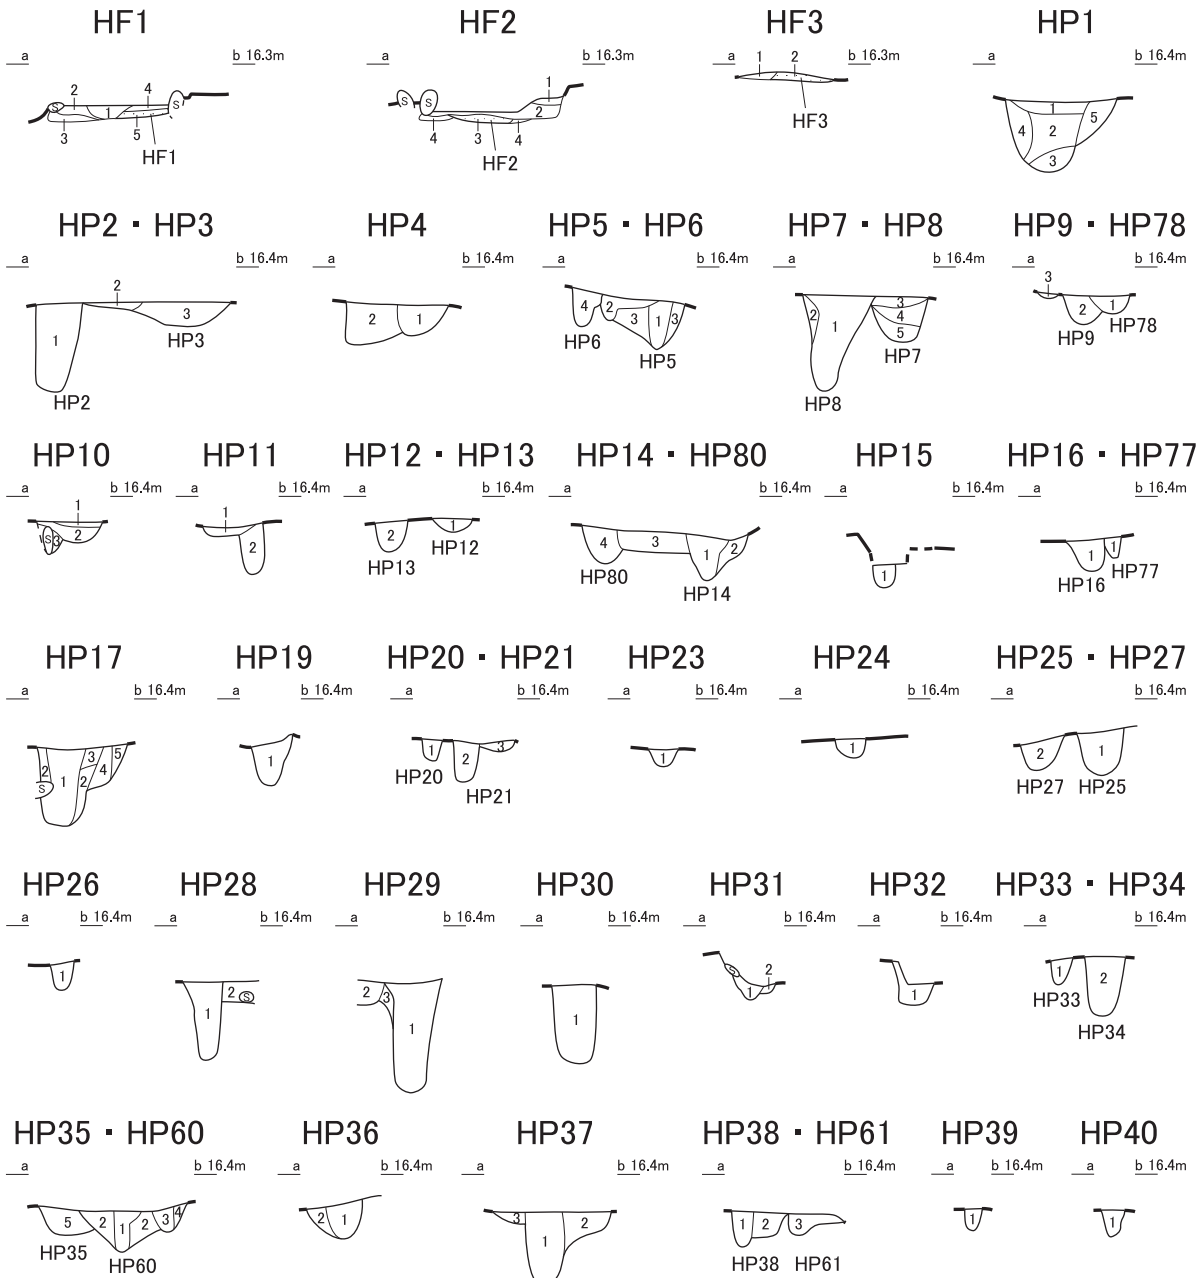 HF1 HF2 HF3 HP1
a b 16.3m a b 16.3m a b 16.3m a b 16.4m
2 4 S 1 S 3 5 HF1
S S 1 2 4 3 4 HF2
1 2 HF3
1 4 2 5 3
HP2・HP3 HP4 HP5・HP6 HP7・HP8 HP9・HP78
a b 16.4m a b 16.4m a b 16.4m a b 16.4m a b 16.4m
2 1 3 HP3 HP2
2 1
4 2 3 1 3 HP6 HP5
2 1 3 4 5 HP7 HP8
3 2 1 HP9 HP78
HP10 HP11 HP12・HP13 HP14・HP80 HP15 HP16・HP77
a b 16.4m a b 16.4m a b 16.4m a b 16.4m a b 16.4m a b 16.4m
1 2 S 3
1 2
2 1 HP12 HP13
4 3 1 2 HP80 HP14
1
1 1 HP16 HP77
HP17 HP19 HP20・HP21 HP23 HP24 HP25・HP27
a b 16.4m a b 16.4m a b 16.4m a b 16.4m a b 16.4m a b 16.4m
2 1 3 5 4 2 S
1
1 2 3 HP20 HP21
1
1
2 1 HP27 HP25
HP26 HP28 HP29 HP30 HP31 HP32 HP33・HP34
a b 16.4m a b 16.4m a b 16.4m a b 16.4m a b 16.4m a b 16.4m a b 16.4m
1
2 S 1
2 3 1
1
S 2 1
1
1 2 HP33 HP34
HP35・HP60 HP36 HP37 HP38・HP61 HP39 HP40
a b 16.4m a b 16.4m a b 16.4m a b 16.4m a b 16.4m a b 16.4m
5 2 1 2 3 4 HP35 HP60
2 1
3 2 1
1 2 3 HP38 HP61
1
1